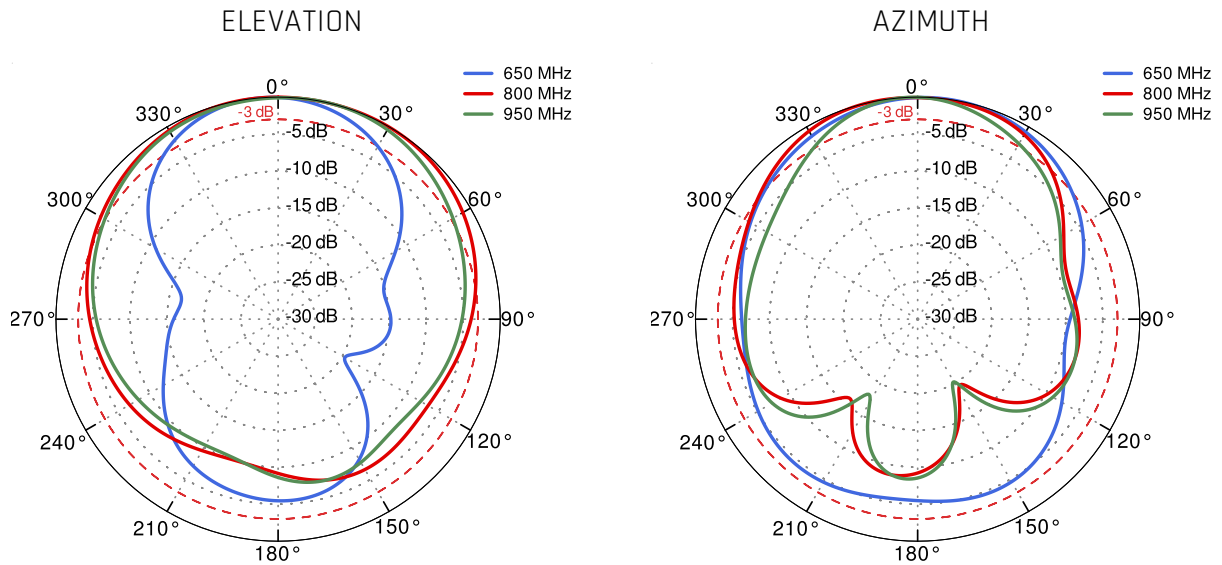 ELEVATION
650 MHz
800 MHz
950 MHz
0°
330°
30°
-3 dB
-5 dB
-10 dB
300°
60°
-15 dB
-20 dB
-25 dB
270°
-30 dB
90°
240°
120°
210°
150°
180°
AZIMUTH
650 MHz
800 MHz
950 MHz
0°
330°
30°
-3 dB
-5 dB
-10 dB
300°
60°
-15 dB
-20 dB
-25 dB
270°
-30 dB
90°
240°
120°
210°
150°
180°